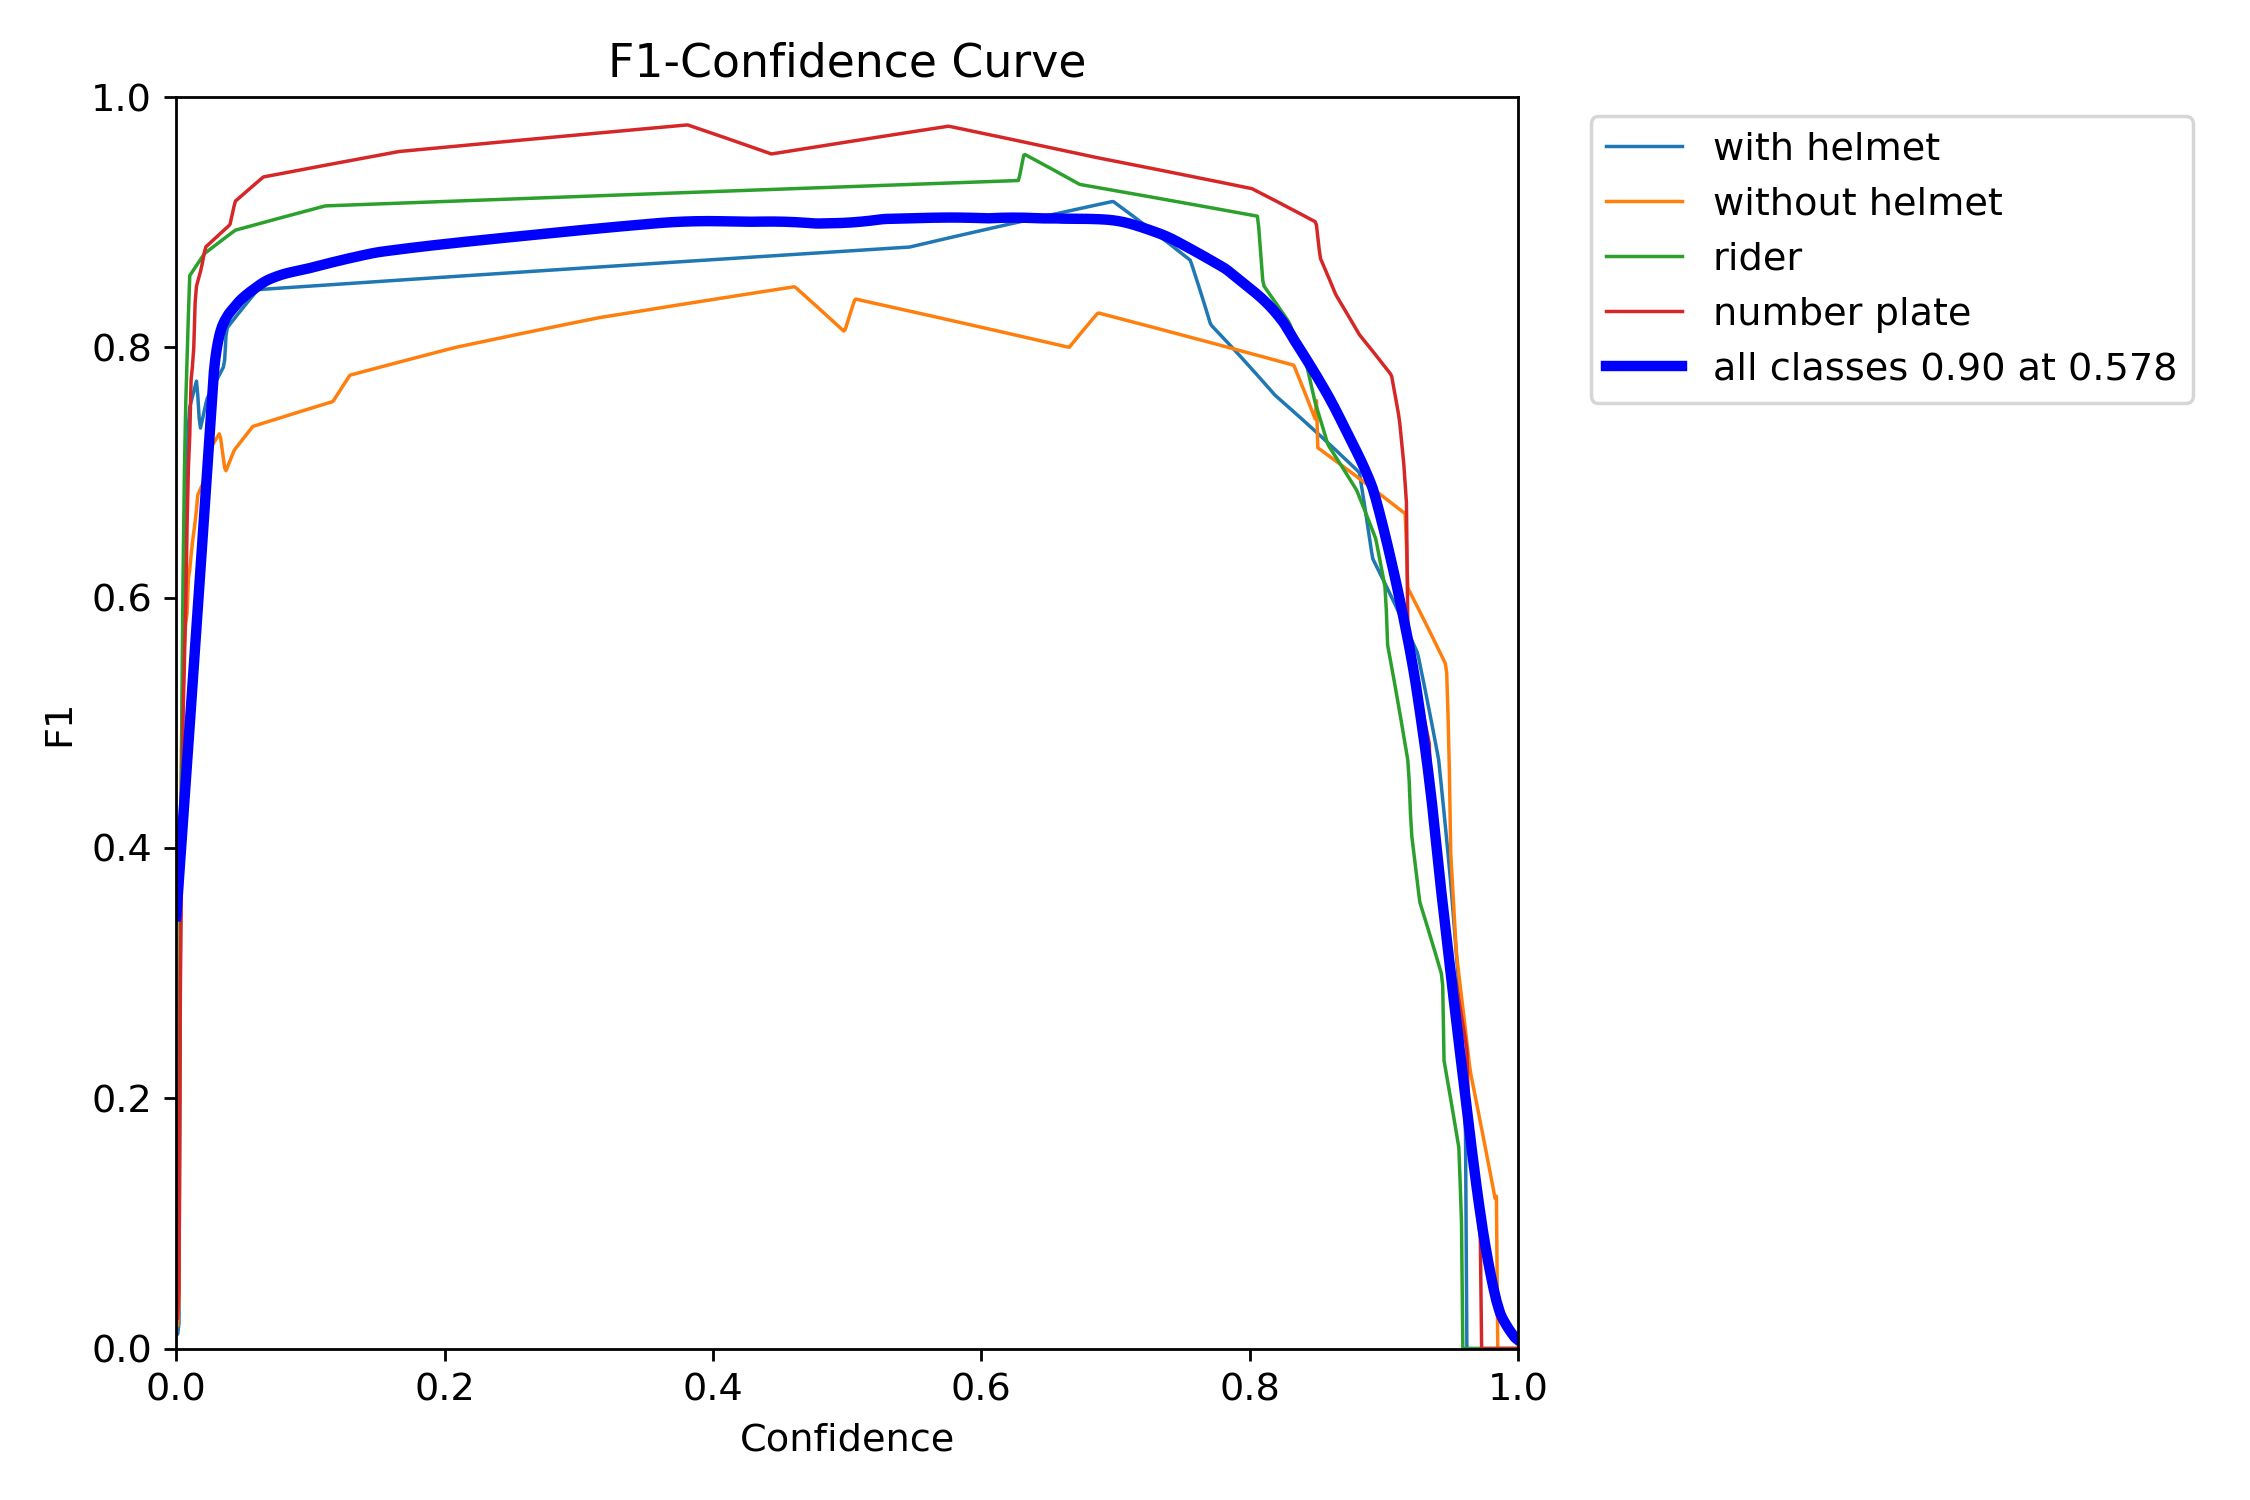 F1-Confidence Curve
1.0
0.8
0.6
0.4
0.2
0.0
F1
0.0 0.2 0.4 0.6 0.8 1.0
Confidence
with helmet
without helmet
rider
number plate
all classes 0.90 at 0.578